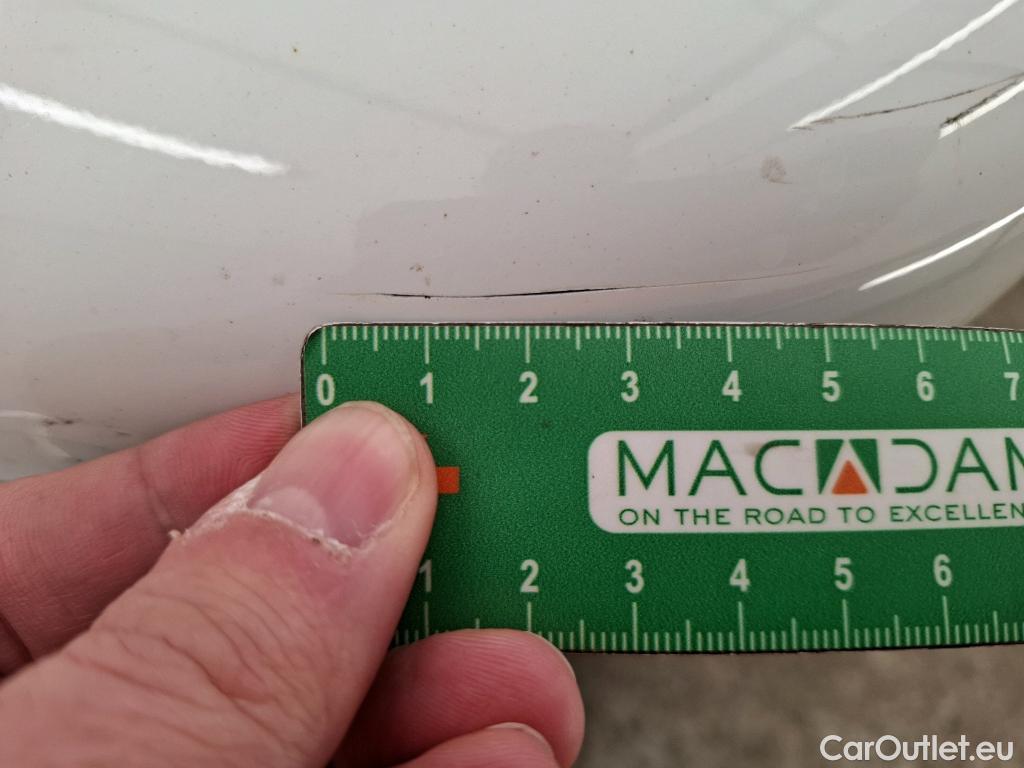 0 1 2 3 4 5 6 7
MACADAM
ON THE ROAD TO EXCELLEN
1 2 3 4 5 6
CarOutlet.eu